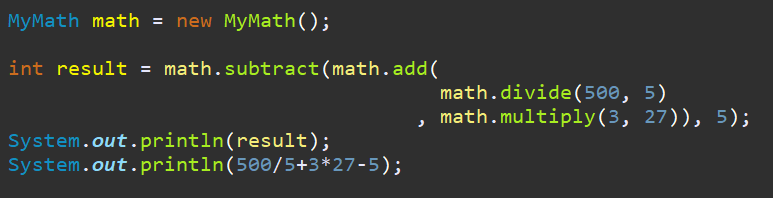 MyMath math = new MyMath();
int result = math.subtract(math.add(
math.divide(500, 5)
, math.multiply(3, 27)), 5);
System.out.println(result);
System.out.println(500/5+3*27-5);